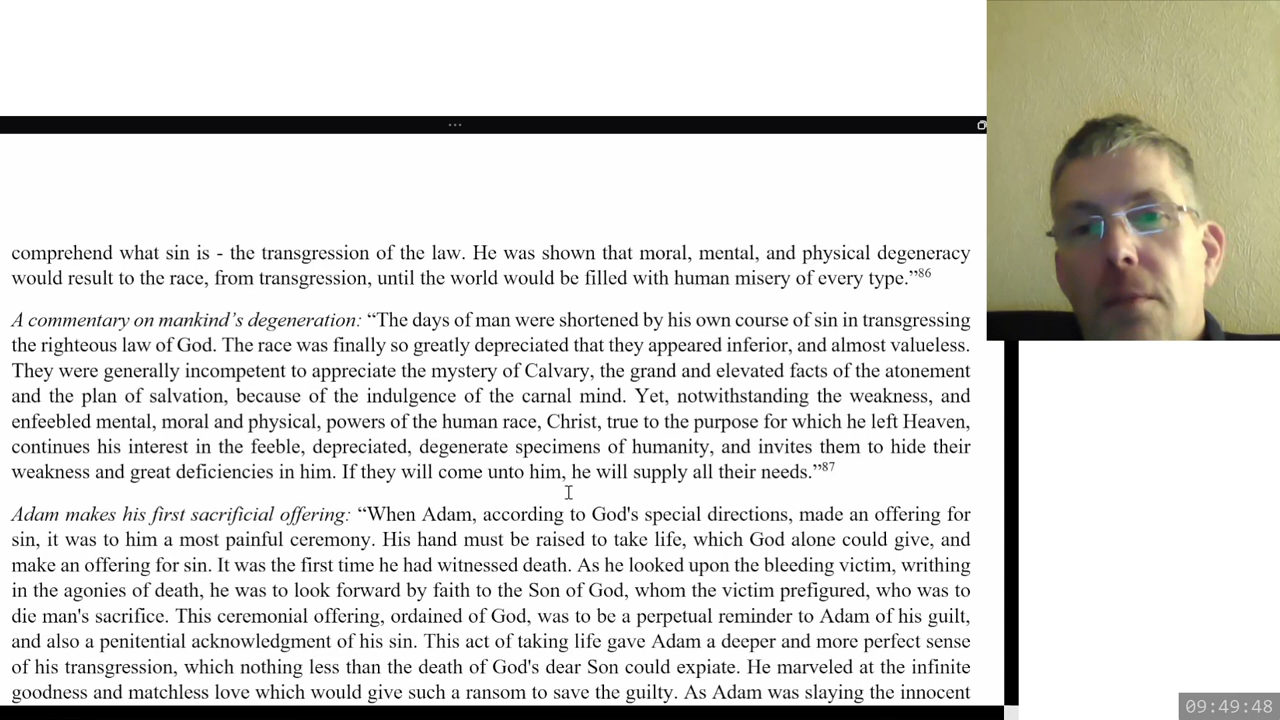 comprehend what sin is - the transgression of the law. He was shown that moral, mental, and physical degeneracy
would result to the race, from transgression, until the world would be filled with human misery of every type.”86
A commentary on mankind’s degeneration: “The days of man were shortened by his own course of sin in transgressing
the righteous law of God. The race was finally so greatly depreciated that they appeared inferior, and almost valueless.
They were generally incompetent to appreciate the mystery of Calvary, the grand and elevated facts of the atonement
and the plan of salvation, because of the indulgence of the carnal mind. Yet, notwithstanding the weakness, and
enfeebled mental, moral and physical, powers of the human race, Christ, true to the purpose for which he left Heaven,
continues his interest in the feeble, depreciated, degenerate specimens of humanity, and invites them to hide their
weakness and great deficiencies in him. If they will come unto him, he will supply all their needs.”87
Adam makes his first sacrificial offering: “When Adam, according to God's special directions, made an offering for
sin, it was to him a most painful ceremony. His hand must be raised to take life, which God alone could give, and
make an offering for sin. It was the first time he had witnessed death. As he looked upon the bleeding victim, writhing
in the agonies of death, he was to look forward by faith to the Son of God, whom the victim prefigured, who was to
die man's sacrifice. This ceremonial offering, ordained of God, was to be a perpetual reminder to Adam of his guilt,
and also a penitential acknowledgment of his sin. This act of taking life gave Adam a deeper and more perfect sense
of his transgression, which nothing less than the death of God's dear Son could expiate. He marveled at the infinite
goodness and matchless love which would give such a ransom to save the guilty. As Adam was slaying the innocent
09:49:48